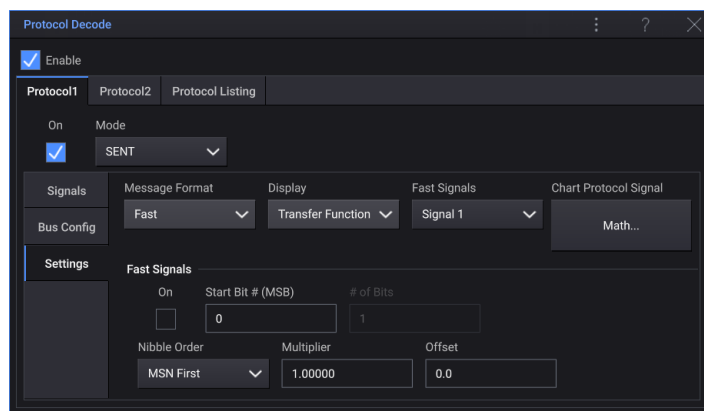 Protocol Decode
?
Enable
Protocol1 Protocol2 Protocol Listing
On Mode
SENT
Signals Message Format Display Fast Signals Chart Protocol Signal
Fast Transfer Function Signal 1 Math...
Bus Config
Settings
Fast Signals
On Start Bit # (MSB) # of Bits
0 1
Nibble Order Multiplier Offset
MSN First 1.00000 0.0